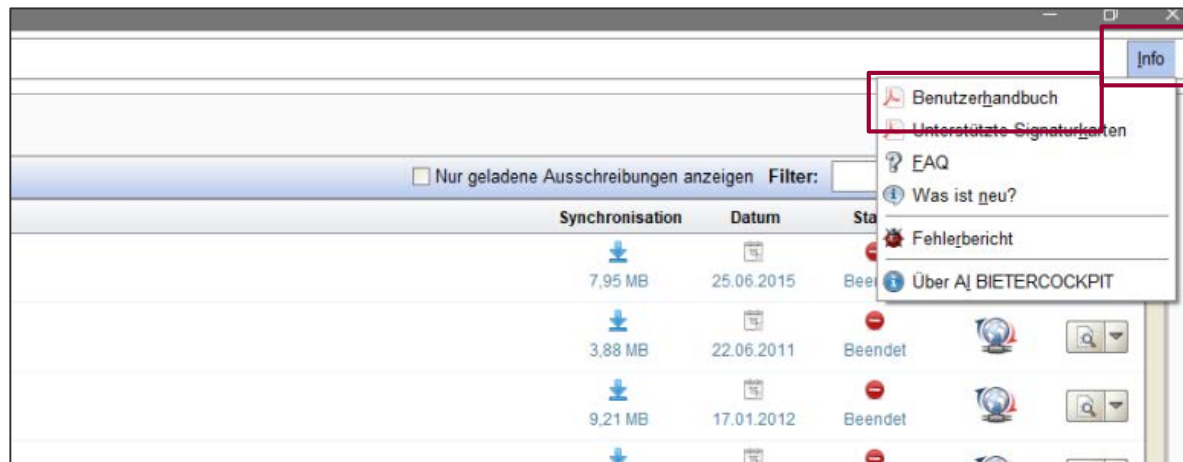 Info
Benutzerhandbuch
Unterstützte Signaturkarten
FAQ
Was ist neu?
Fehlerbericht
Über AI BIETERCOCKPIT
Nur geladene Ausschreibungen anzeigen Filter:
Synchronisation Datum Sta
7,95 MB 25.06.2015 Beer
3,88 MB 22.06.2011 Beendet
9,21 MB 17.01.2012 Beendet